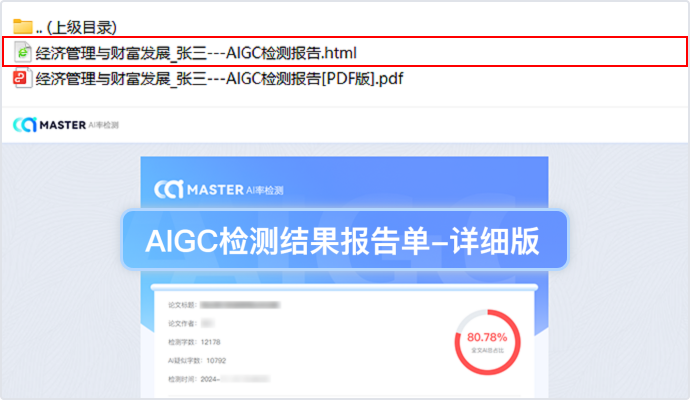 .. (上级目录)
经济管理与财富发展_张三---AIGC检测报告.html
经济管理与财富发展_张三---AIGC检测报告[PDF版].pdf
MASTER AI率检测
MASTER AI率检测
AIGC检测结果报告单-详细版
论文标题:
论文作者:
检测字数: 12178
AI疑似字数: 10792
检测时间: 2024-
80.78%
全文AI总占比